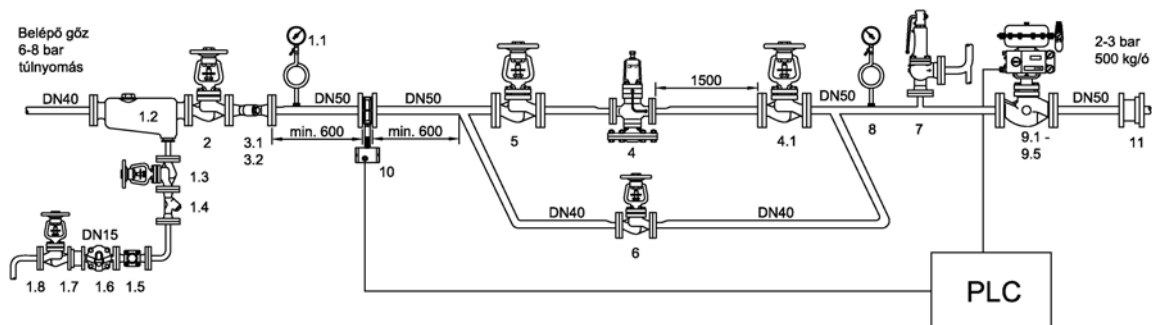 Belépő gőz
6-8 bar
túlnyomás
DN40
1.2
2
3.1
3.2
1.1
DN50
min. 600
DN50
min. 600
10
5
4
1500
4.1
DN50
8
7
2-3 bar
500 kg/ó
DN50
9.1 -
9.5
11
1.3
1.4
DN15
1.8
1.7
1.6
1.5
DN40
6
DN40
PLC